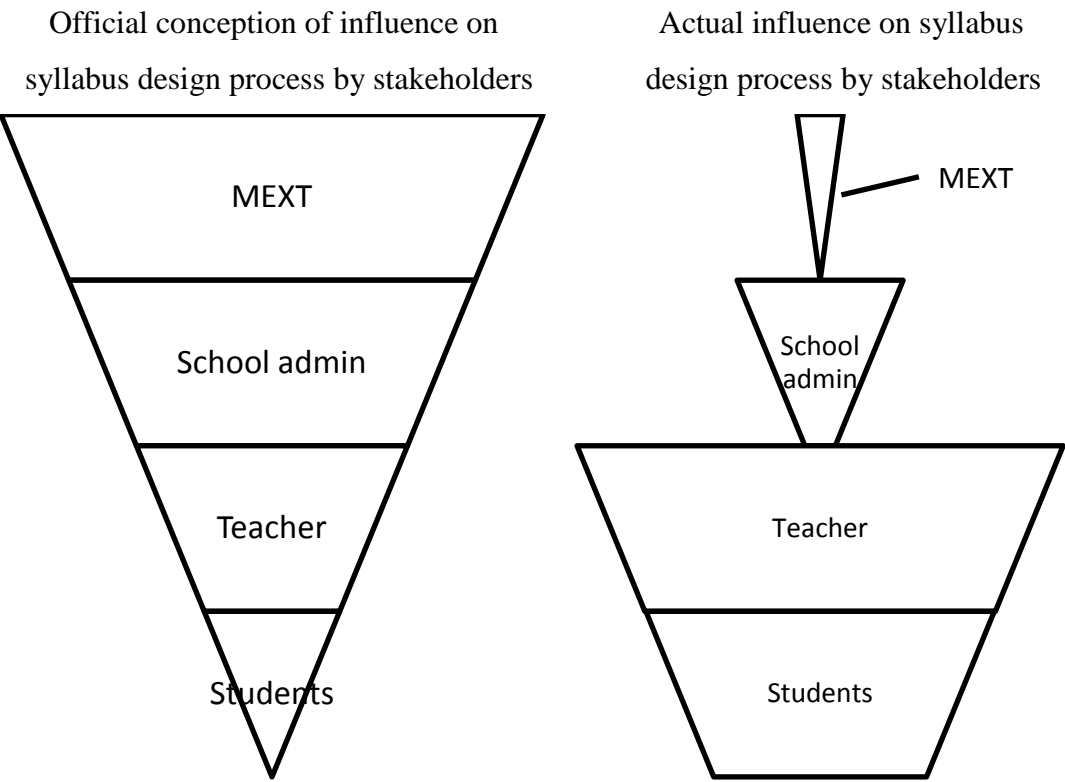 Official conception of influence on
syllabus design process by stakeholders
MEXT
School admin
Teacher
Students
Actual influence on syllabus
design process by stakeholders
MEXT
School
admin
Teacher
Students